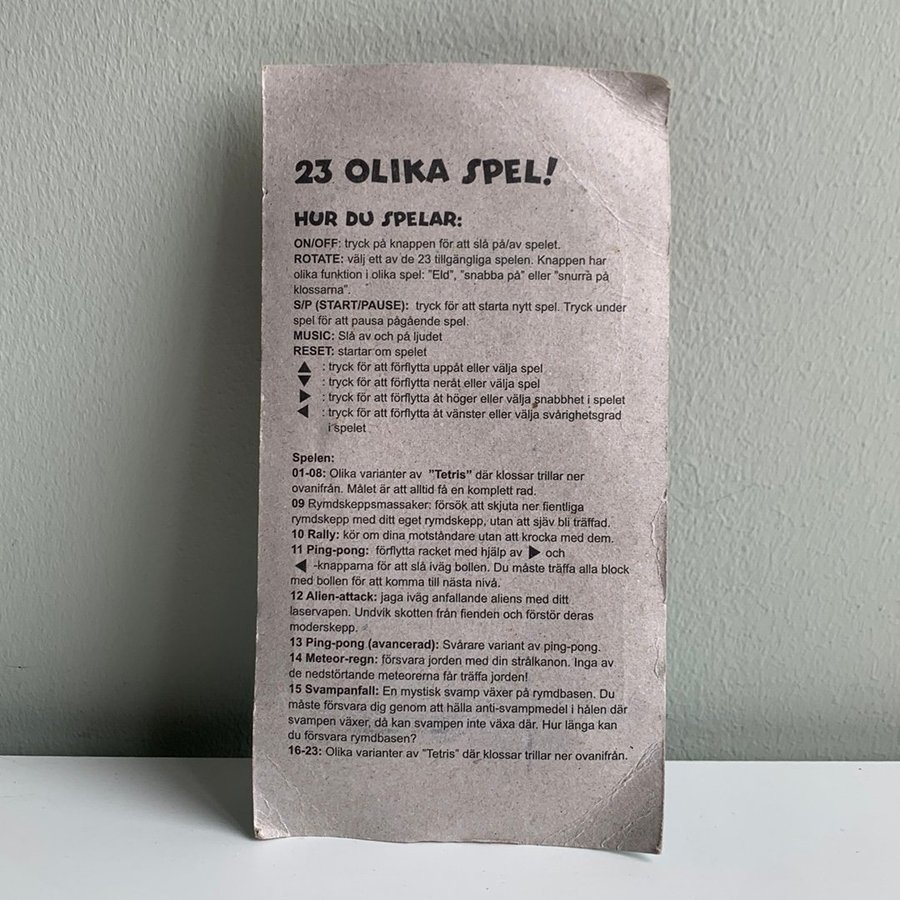 23 OLIKA SPEL!
HUR DU SPELAR:
ON/OFF: tryck på knappen för att slå på/av spelet.
ROTATE: välj ett av de 23 tillgängliga spelen. Knappen har
olika funktion i olika spel: "Eld", "snabba på" eller "snurra på
klossarna".
S/P (START/PAUSE): tryck för att starta nytt spel. Tryck under
spel för att pausa pågående spel.
MUSIC: Slå av och på ljudet
RESET: startar om spelet
▲ : tryck för att förflytta uppåt eller välja spel
▼ : tryck för att förflytta neråt eller välja spel
▶ : tryck för att förflytta åt höger eller välja snabbhet i spelet
◀ : tryck för att förflytta åt vänster eller välja svårighetsgrad
i spelet
Spelen:
01-08: Olika varianter av "Tetris" där klossar trillar ner
ovanifrån. Målet är att alltid få en komplett rad.
09 Rymdskeppsmassaker: försök att skjuta ner fientliga
rymdskepp med ditt eget rymdskepp, utan att sjäv bli träffad.
10 Rally: kör om dina motståndare utan att krocka med dem.
11 Ping-pong: förflytta racket med hjälp av ▶ och
◀ -knapparna för att slå iväg bollen. Du måste träffa alla block
med bollen för att komma till nästa nivå.
12 Alien-attack: jaga iväg anfallande aliens med ditt
laservapen. Undvik skotten från fienden och förstör deras
moderskepp.
13 Ping-pong (avancerad): Svårare variant av ping-pong.
14 Meteor-regn: försvara jorden med din strålkanon. Inga av
de nedstörtande meteorerna får träffa jorden!
15 Svampanfall: En mystisk svamp växer på rymdbasen. Du
måste försvara dig genom att hälla anti-svampmedel i hålen där
svampen växer, då kan svampen inte växa där. Hur länga kan
du försvara rymdbasen?
16-23: Olika varianter av "Tetris" där klossar trillar ner ovanifrån.